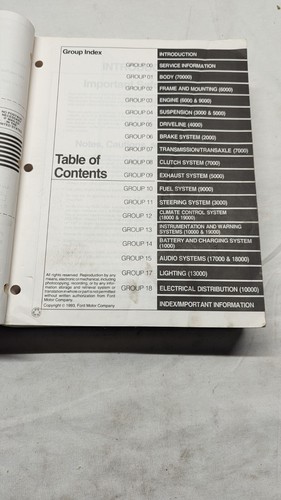 Group Index
INTRODUCTION
GROUP 00 SERVICE INFORMATION
GROUP 01 BODY (70000)
GROUP 02 FRAME AND MOUNTING (5000)
GROUP 03 ENGINE (6000 & 9000)
GROUP 04 SUSPENSION (3000 & 5000)
GROUP 05 DRIVELINE (4000)
GROUP 06 BRAKE SYSTEM (2000)
GROUP 07 TRANSMISSION/TRANSAXLE (7000)
GROUP 08 CLUTCH SYSTEM (7000)
GROUP 09 EXHAUST SYSTEM (5000)
GROUP 10 FUEL SYSTEM (9000)
GROUP 11 STEERING SYSTEM (3000)
GROUP 12 CLIMATE CONTROL SYSTEM
(18000 & 19000)
GROUP 13 INSTRUMENTATION AND WARNING
SYSTEMS (10000 & 19000)
GROUP 14 BATTERY AND CHARGING SYSTEM
(1000)
GROUP 15 AUDIO SYSTEMS (17000 & 18000)
GROUP 17 LIGHTING (13000)
GROUP 18 ELECTRICAL DISTRIBUTION (10000)
INDEX/IMPORTANT INFORMATION
Table of
Contents
All rights reserved. Reproduction by any
means, electronic or mechanical, including
photocopying, recording, or by any infor-
mation storage and retrieval system or
translation in whole or part is not permitted
without written authorization from Ford
Motor Company.
Copyright © 1993, Ford Motor Company